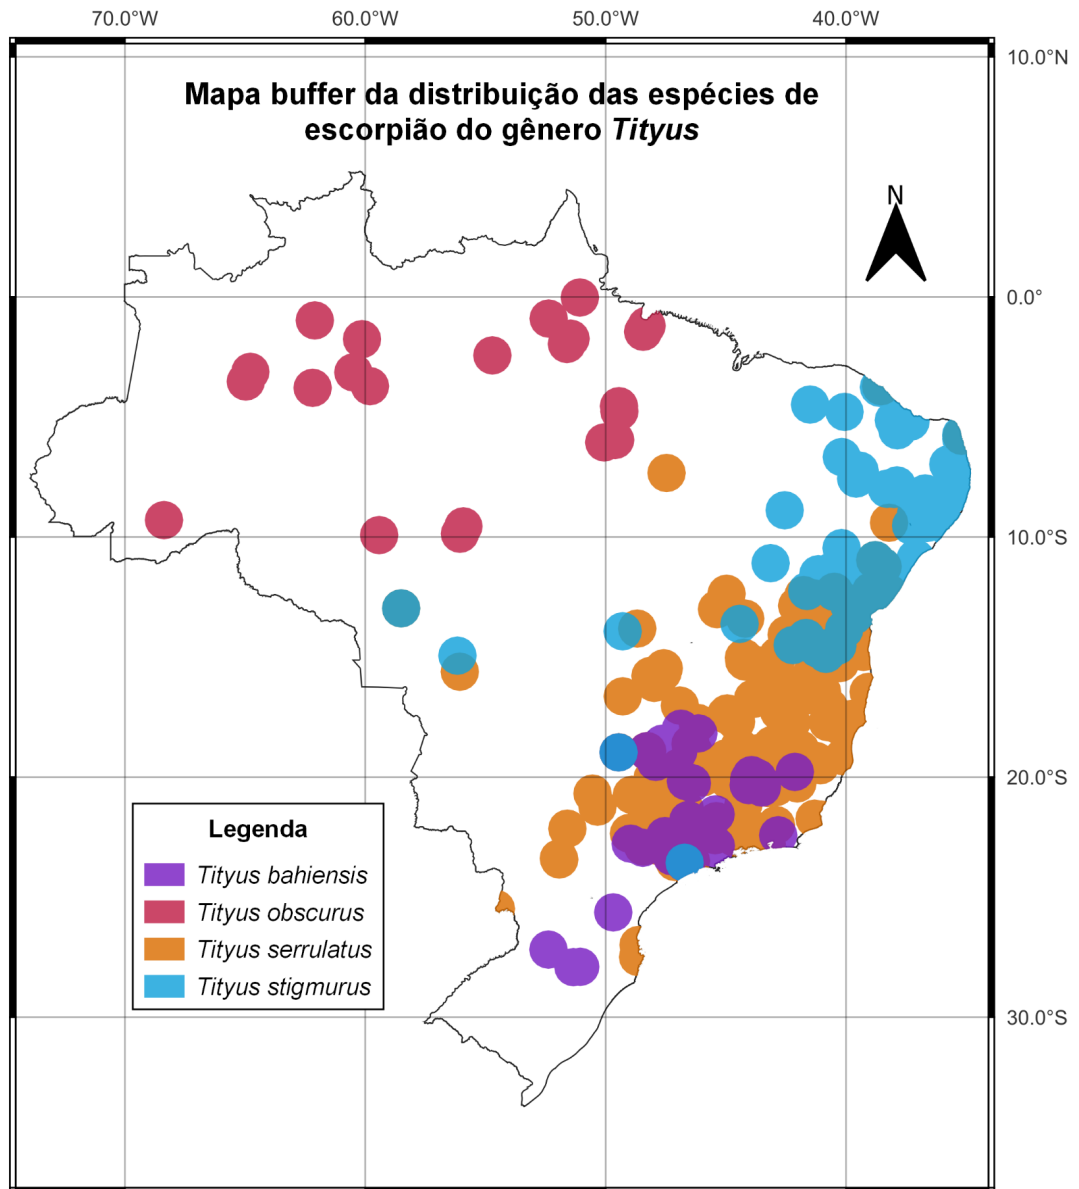 70.0°W 60.0°W 50.0°W 40.0°W
10.0°N
Mapa buffer da distribuição das espécies de
escorpião do gênero Tityus
N
0.0°
10.0°S
20.0°S
Legenda
Tityus bahiensis
Tityus obscurus
Tityus serrulatus
Tityus stigmurus
30.0°S